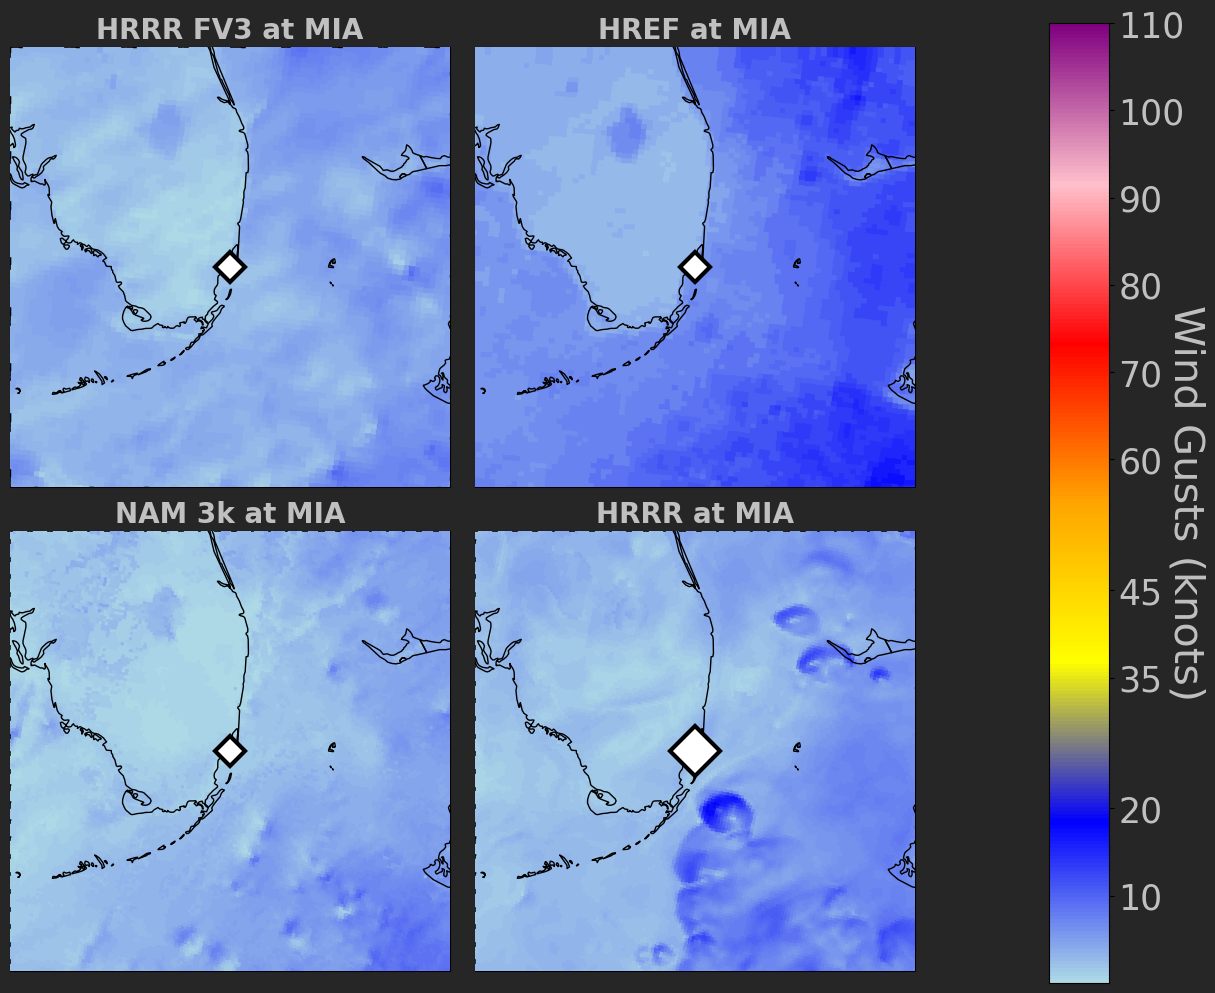 HRRR FV3 at MIA
HREF at MIA
NAM 3k at MIA
HRRR at MIA
110
100
90
80
70
60
45
35
20
10
Wind Gusts (knots)